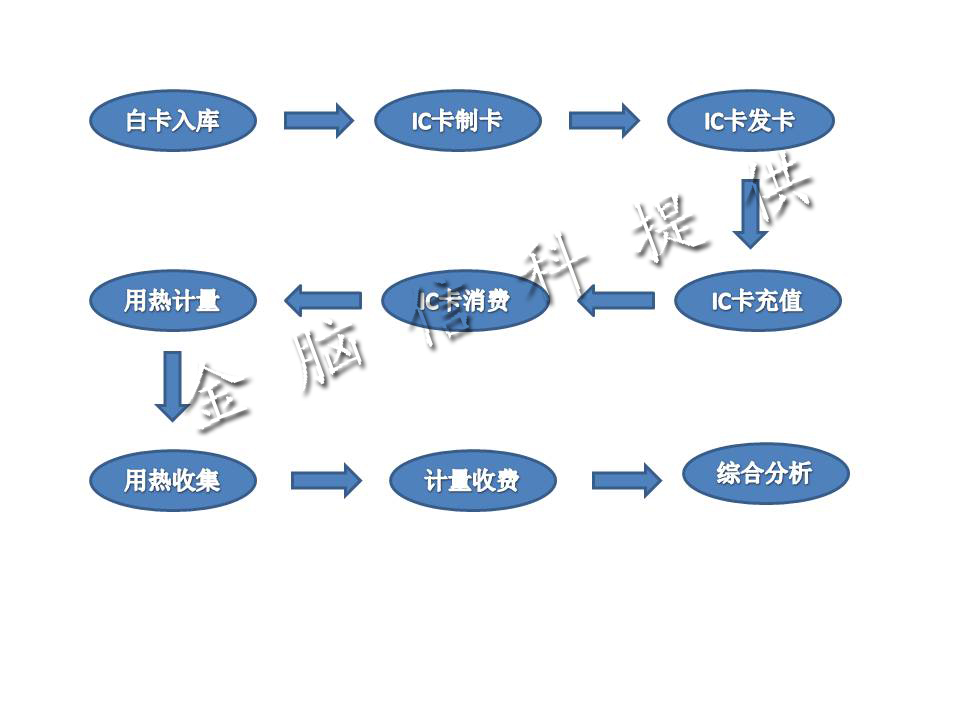 白卡入库
IC卡制卡
IC卡发卡
用热计量
IC卡消费
IC卡充值
用热收集
计量收费
综合分析
金脑信科提供